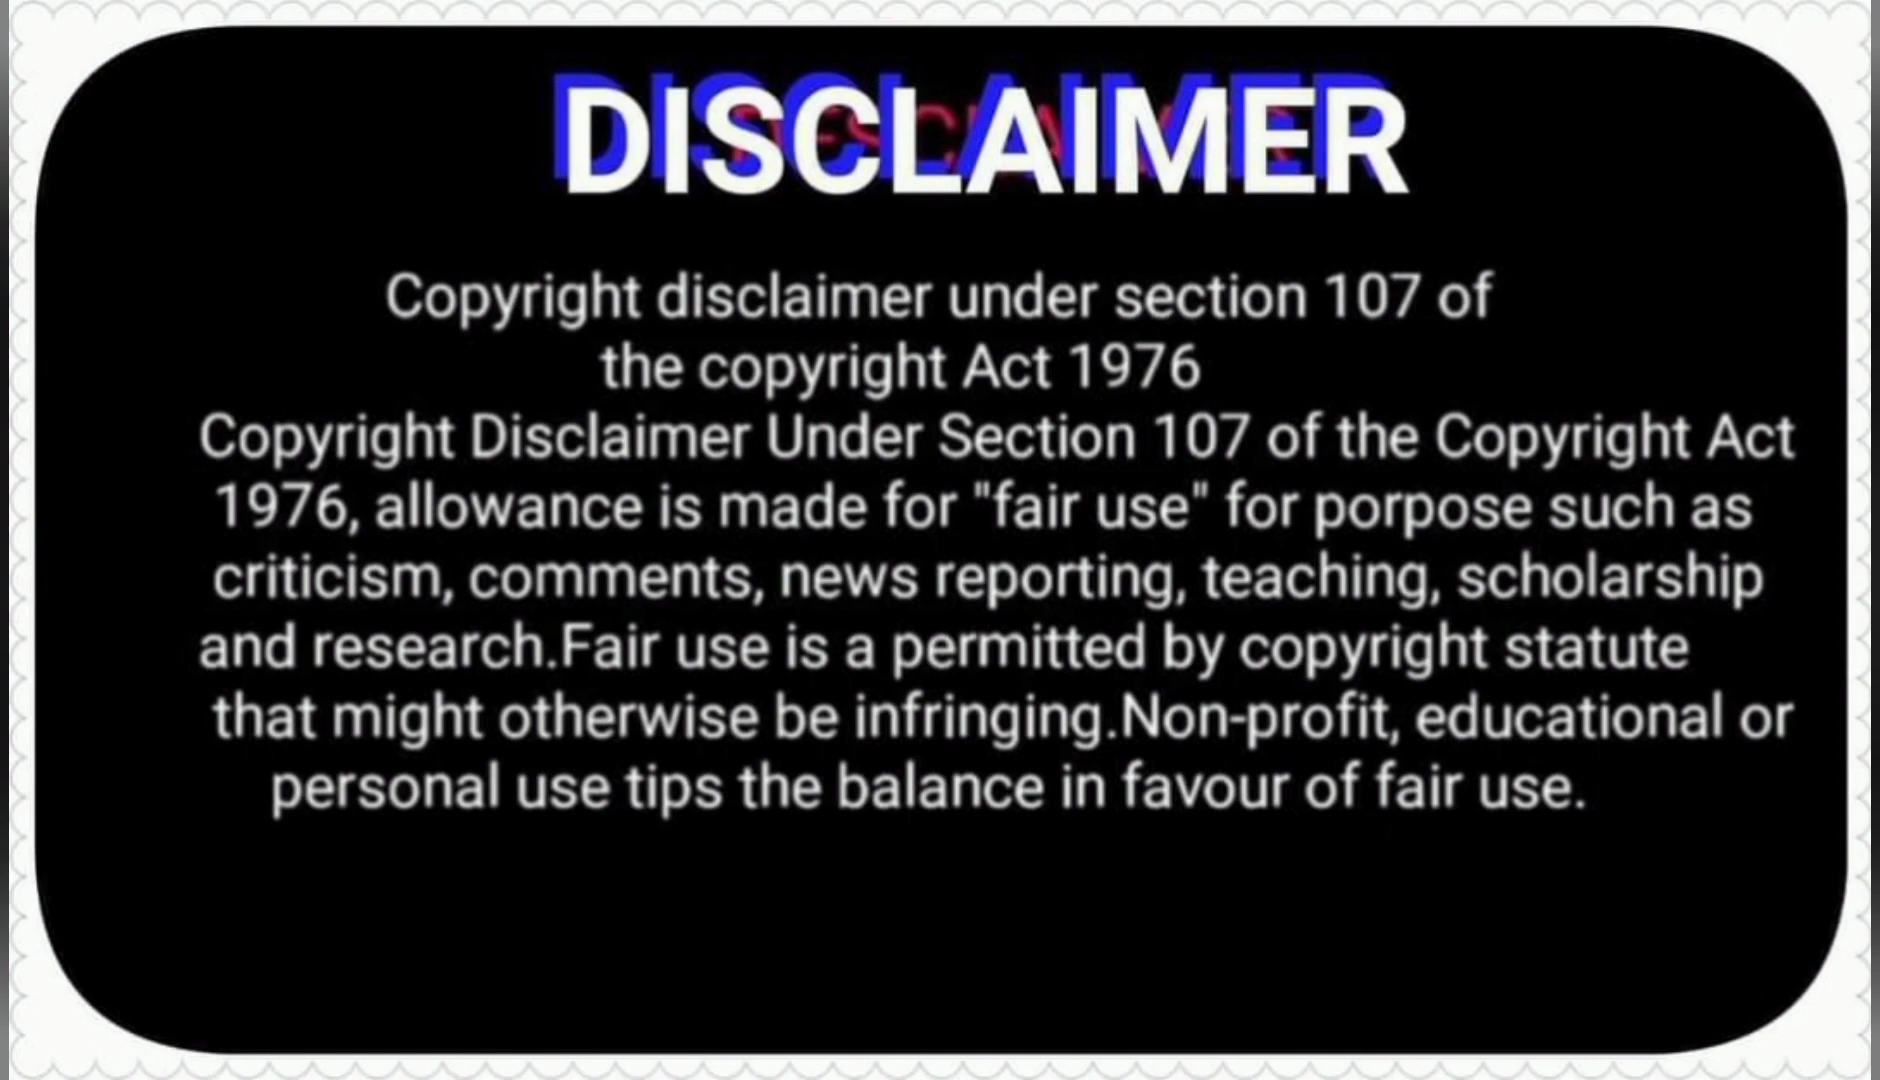 DISCLAIMER
Copyright disclaimer under section 107 of
the copyright Act 1976
Copyright Disclaimer Under Section 107 of the Copyright Act
1976, allowance is made for "fair use" for porpose such as
criticism, comments, news reporting, teaching, scholarship
and research.Fair use is a permitted by copyright statute
that might otherwise be infringing.Non-profit, educational or
personal use tips the balance in favour of fair use.